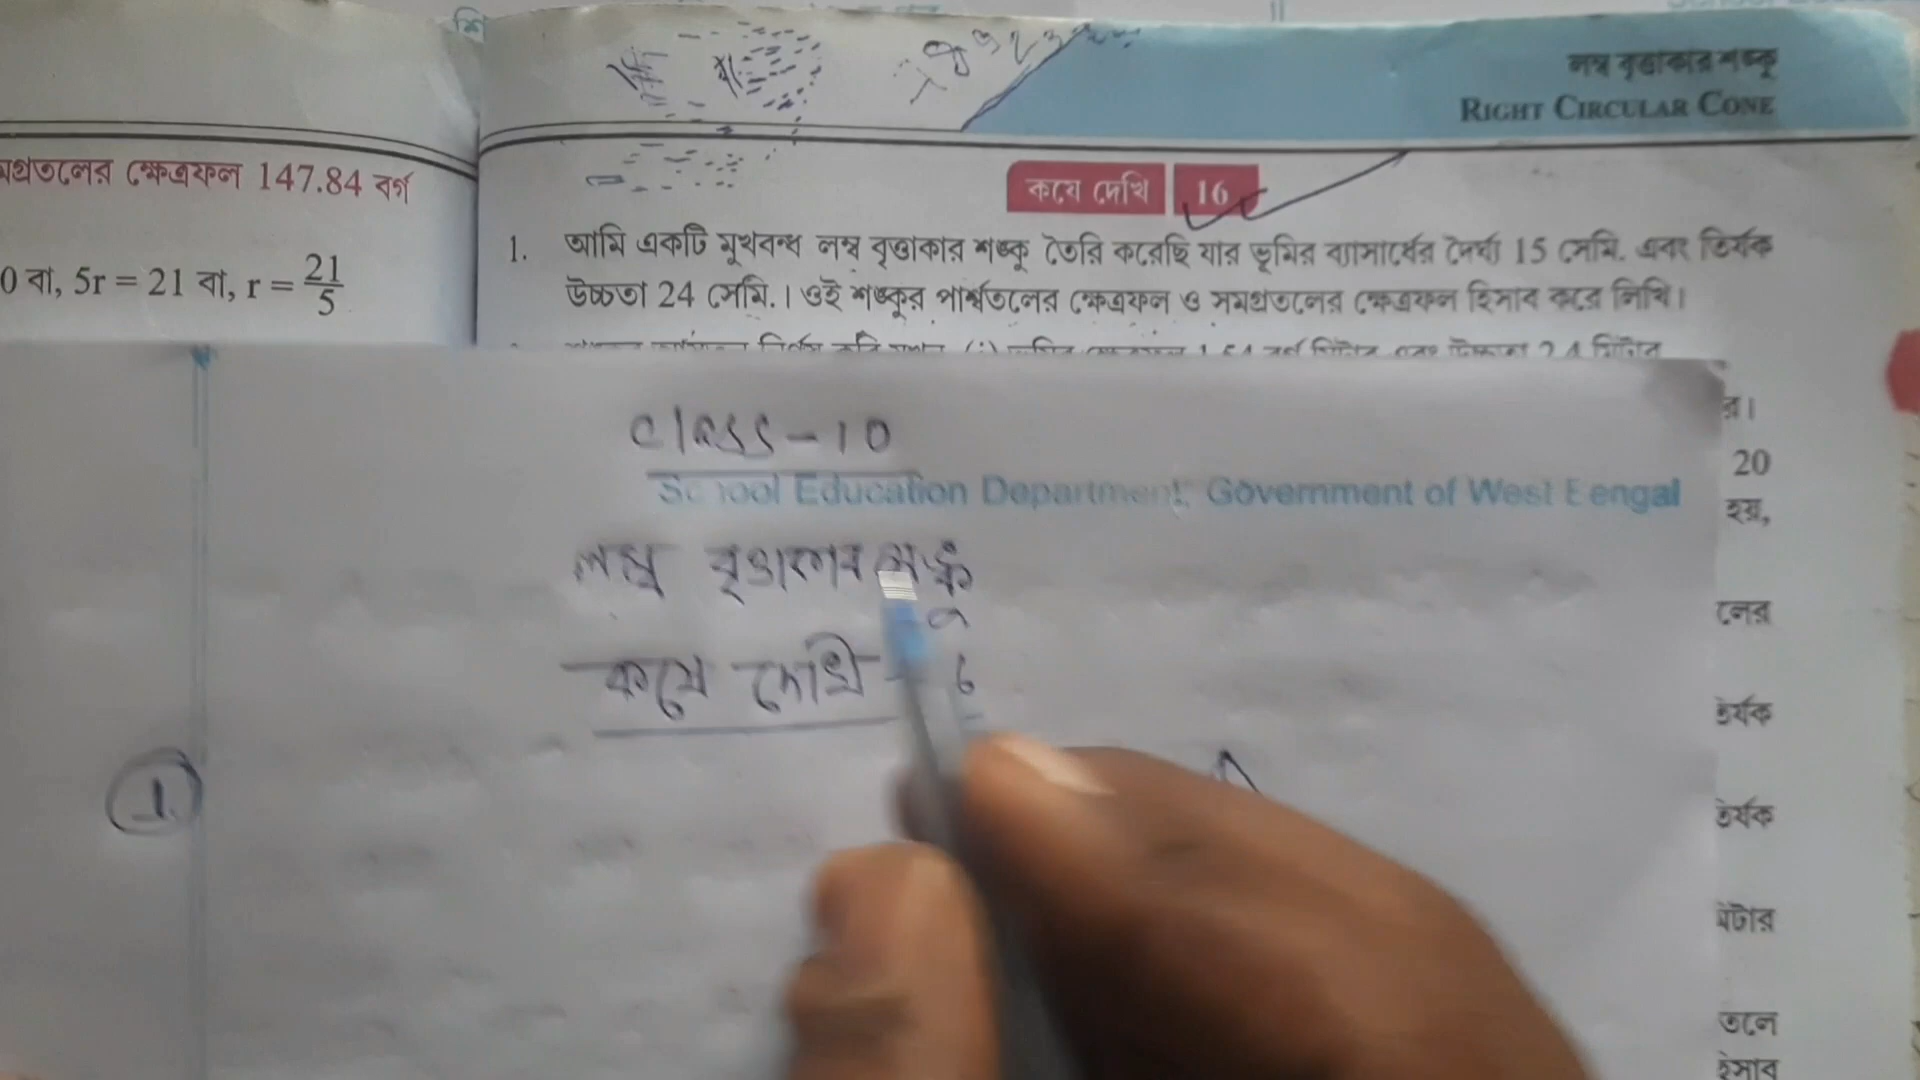 লম্ব বৃত্তাকার শঙ্কু
RIGHT CIRCULAR CONE
মগ্রতলের ক্ষেত্রফল 147.84 বর্গ
0 বা, 5r = 21 বা, r = 21/5
কষে দেখি 16
1. আমি একটি মুখবন্ধ লম্ব বৃত্তাকার শঙ্কু তৈরি করেছি যার ভূমির ব্যাসার্ধের দৈর্ঘ্য 15 সেমি. এবং তির্যক
উচ্চতা 24 সেমি.। ওই শঙ্কুর পার্শ্বতলের ক্ষেত্রফল ও সমগ্রতলের ক্ষেত্রফল হিসাব করে লিখি।
র।
class-10
20
School Education Department, Government of West Bengal
হয়,
লম্ব বৃত্তাকার শঙ্কু
লের
কষে দেখি
র্যক
1.
র্যক
মিটার
তলে
হিসাব